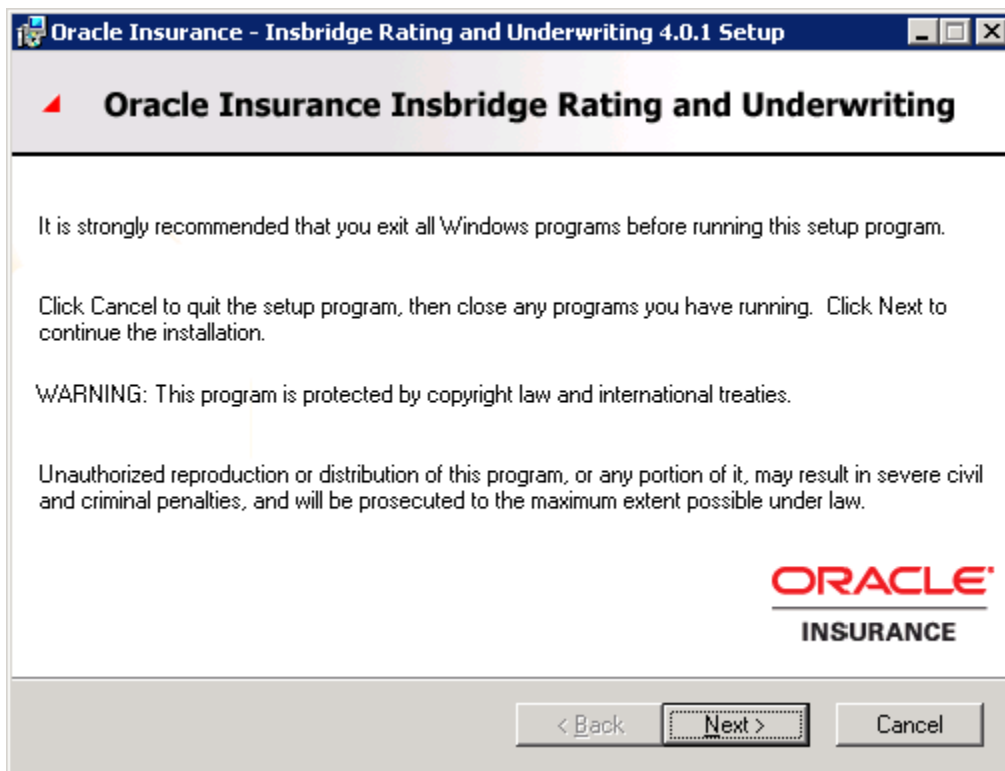 Oracle Insurance - Insbridge Rating and Underwriting 4.0.1 Setup
Oracle Insurance Insbridge Rating and Underwriting
It is strongly recommended that you exit all Windows programs before running this setup program.
Click Cancel to quit the setup program, then close any programs you have running.  Click Next to
continue the installation.
WARNING: This program is protected by copyright law and international treaties.
Unauthorized reproduction or distribution of this program, or any portion of it, may result in severe civil
and criminal penalties, and will be prosecuted to the maximum extent possible under law.
ORACLE
INSURANCE
< Back Next > Cancel